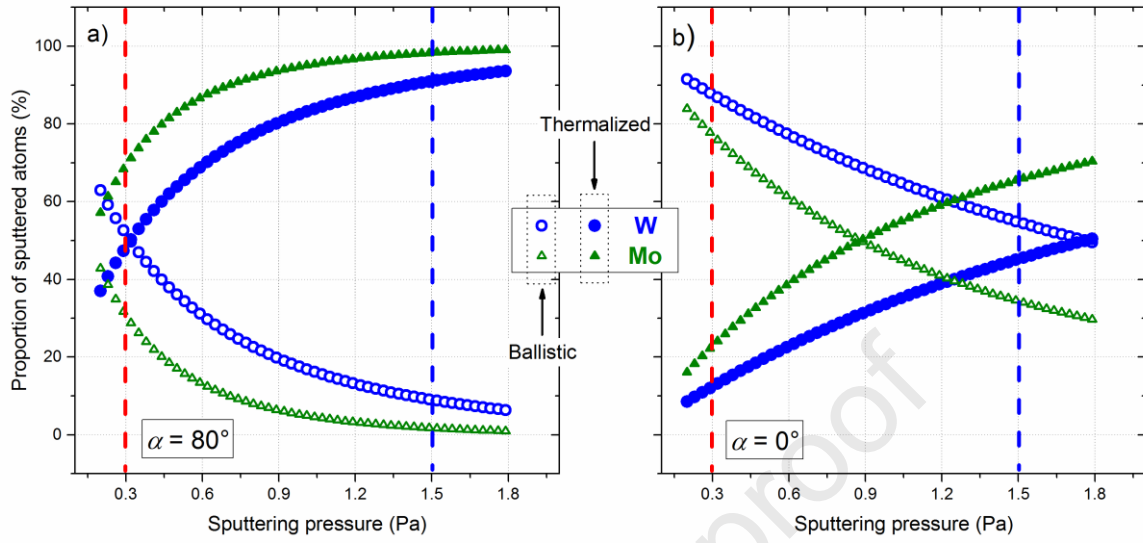 a)
b)
Proportion of sputtered atoms (%)
100
80
60
40
20
0
Thermalized
W
Mo
Ballistic
α = 80°
α = 0°
0.3 0.6 0.9 1.2 1.5 1.8
0.3 0.6 0.9 1.2 1.5 1.8
Sputtering pressure (Pa)
Sputtering pressure (Pa)
proof